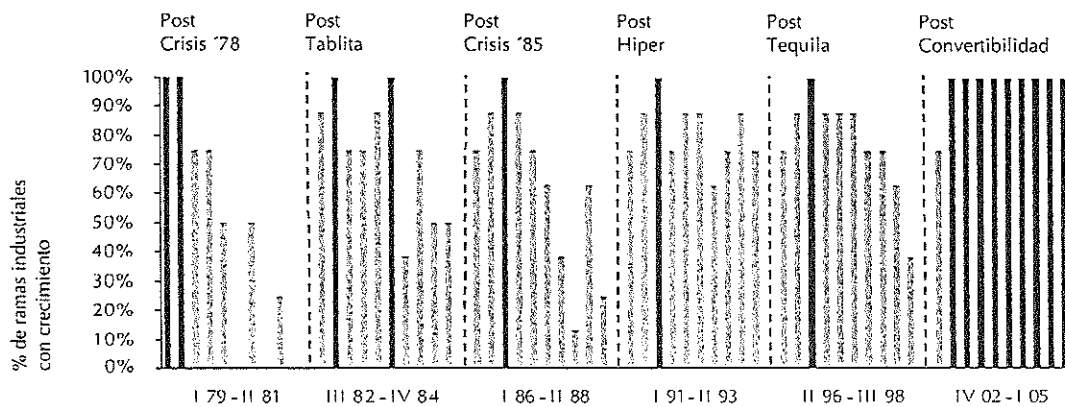 Post
Crisis ´78
Post
Tablita
Post
Crisis ´85
Post
Hiper
Post
Tequila
Post
Convertibilidad
% de ramas industriales
con crecimiento
100%
90%
80%
70%
60%
50%
40%
30%
20%
10%
0%
I 79 - II 81
III 82 - IV 84
I 86 - II 88
I 91 - II 93
II 96 - III 98
IV 02 - I 05